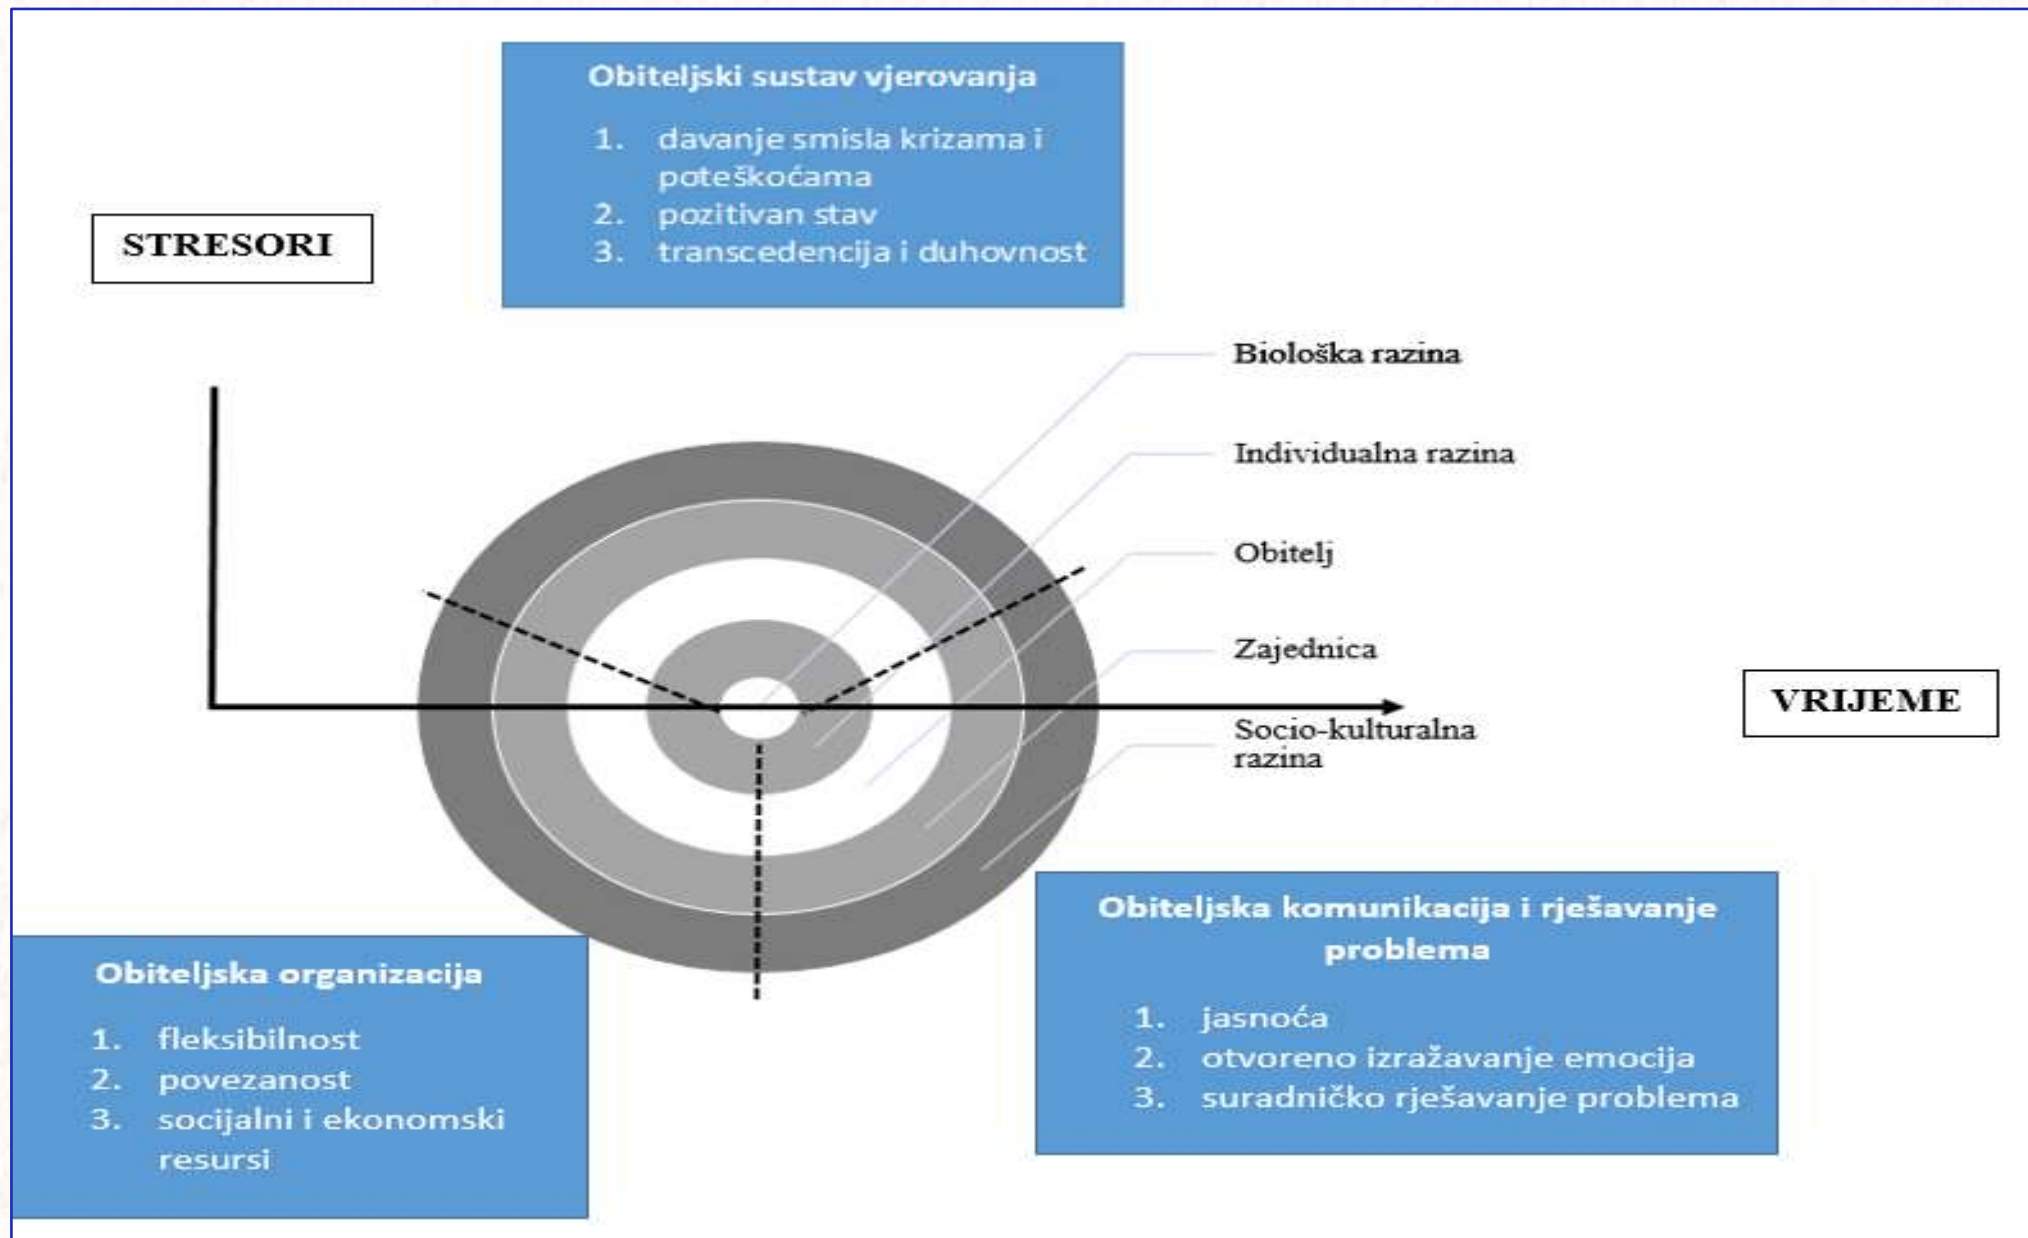 Obiteljski sustav vjerovanja
1. davanje smisla krizama i
poteškoćama
2. pozitivan stav
3. transcedencija i duhovnost
STRESORI
Biološka razina
Individualna razina
Obitelj
Zajednica
Socio-kulturalna
razina
VRIJEME
Obiteljska organizacija
1. fleksibilnost
2. povezanost
3. socijalni i ekonomski
resursi
Obiteljska komunikacija i rješavanje
problema
1. jasnoća
2. otvoreno izražavanje emocija
3. suradničko rješavanje problema